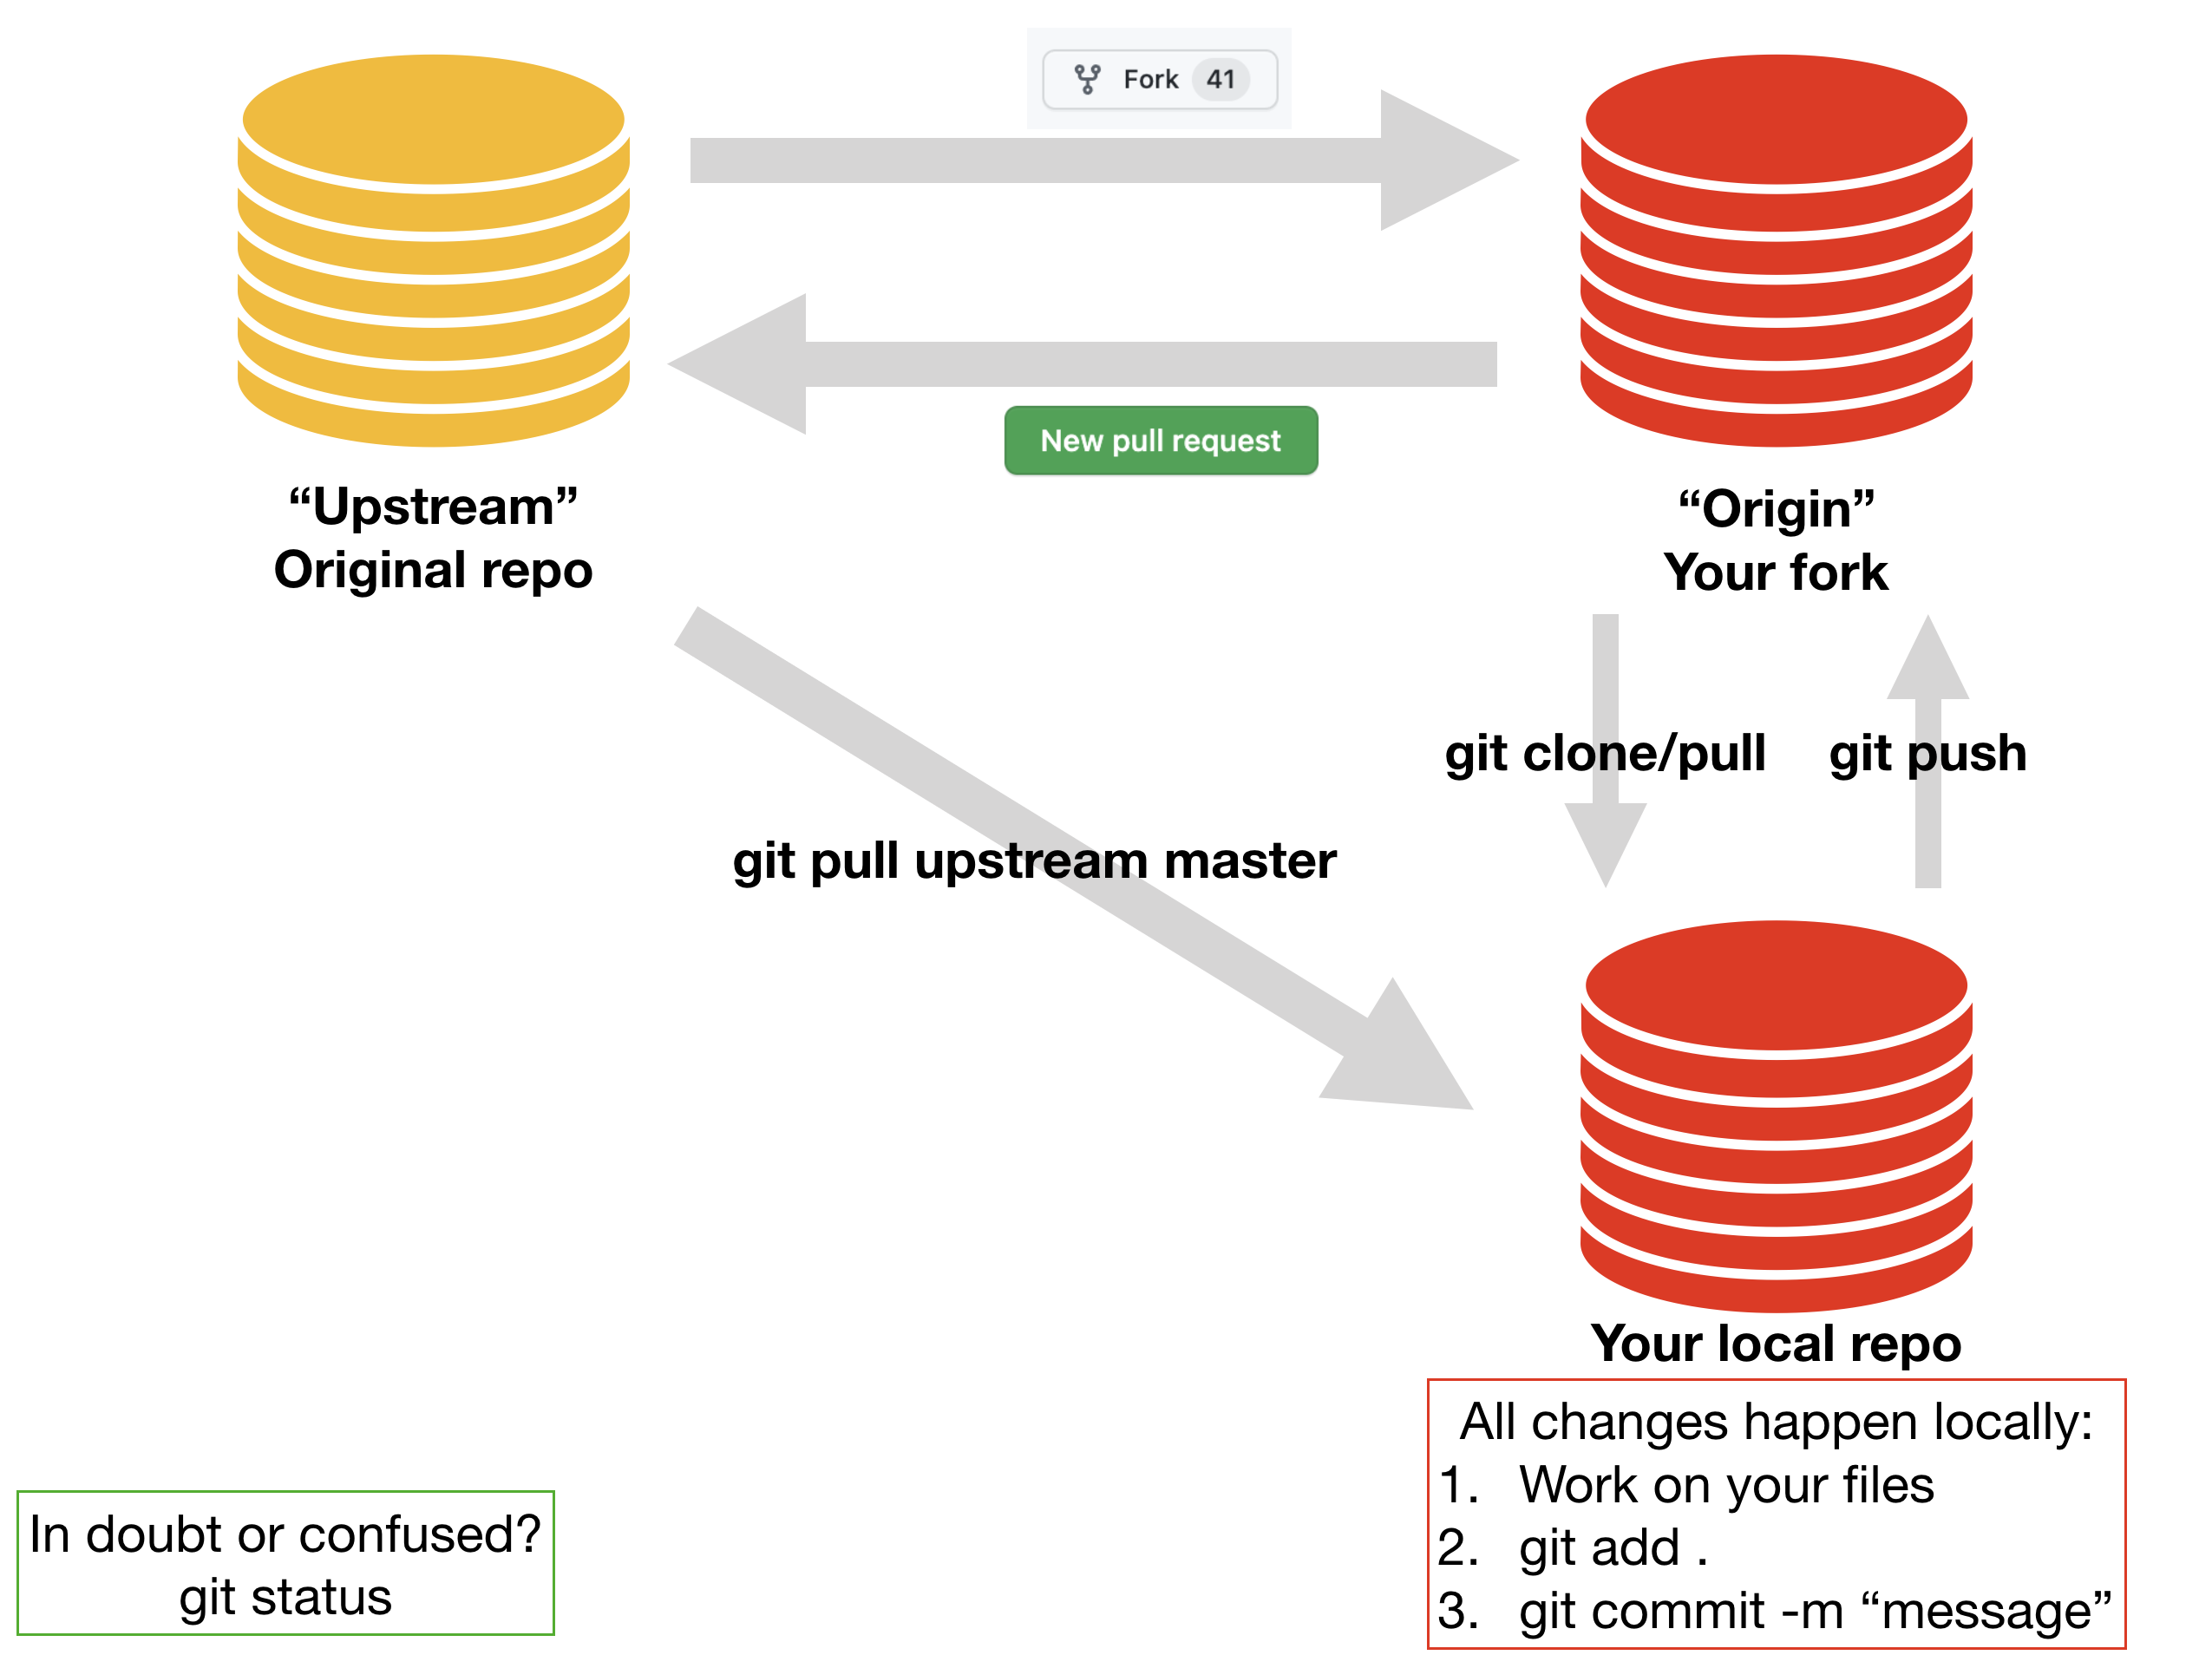 Fork 41
New pull request
“Upstream”
Original repo
“Origin”
Your fork
git clone/pull
git push
git pull upstream master
Your local repo
All changes happen locally:
1. Work on your files
2. git add .
3. git commit -m “message”
In doubt or confused?
git status